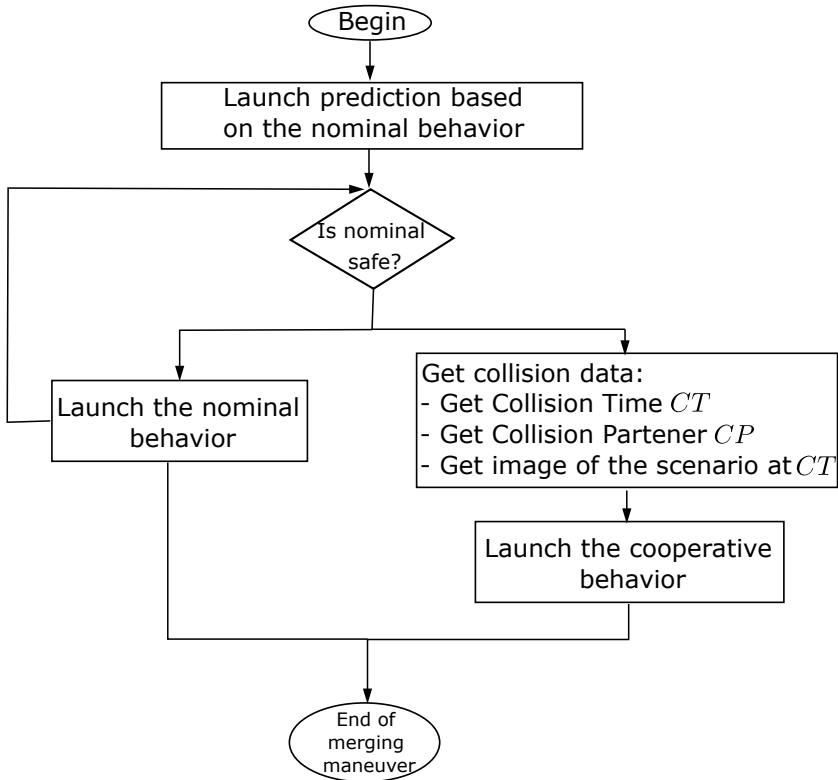 Begin
Launch prediction based
on the nominal behavior
Is nominal
safe?
Launch the nominal
behavior
Get collision data:
- Get Collision Time CT
- Get Collision Partener CP
- Get image of the scenario at CT
Launch the cooperative
behavior
End of
merging
maneuver